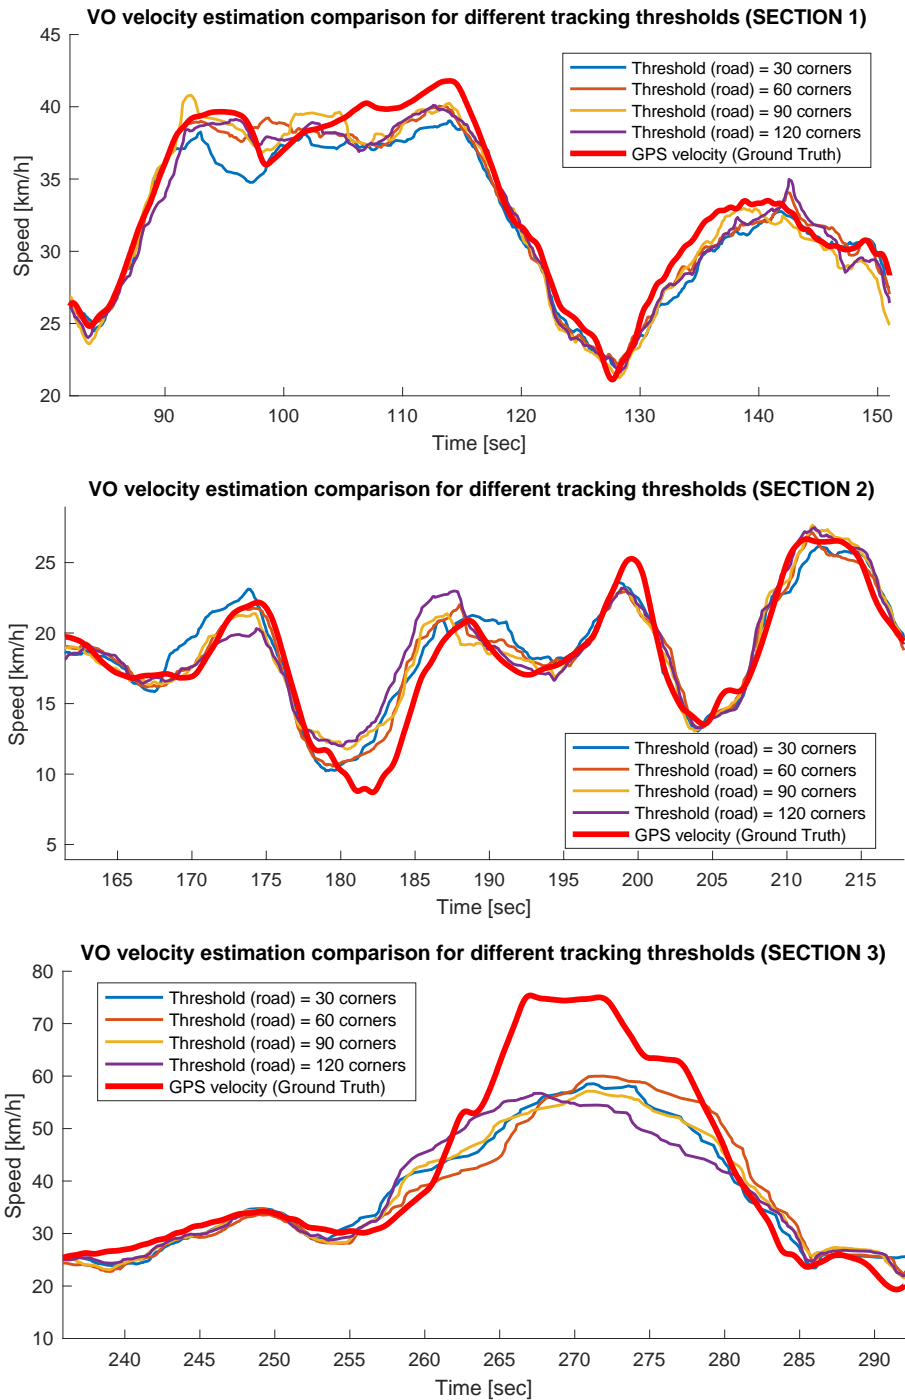 VO velocity estimation comparison for different tracking thresholds (SECTION 1)
45
40
35
30
25
20
Speed [km/h]
Threshold (road) = 30 corners
Threshold (road) = 60 corners
Threshold (road) = 90 corners
Threshold (road) = 120 corners
GPS velocity (Ground Truth)
90 100 110 120 130 140 150
Time [sec]
VO velocity estimation comparison for different tracking thresholds (SECTION 2)
25
20
15
10
5
Speed [km/h]
Threshold (road) = 30 corners
Threshold (road) = 60 corners
Threshold (road) = 90 corners
Threshold (road) = 120 corners
GPS velocity (Ground Truth)
165 170 175 180 185 190 195 200 205 210 215
Time [sec]
VO velocity estimation comparison for different tracking thresholds (SECTION 3)
80
70
60
50
40
30
20
10
Speed [km/h]
Threshold (road) = 30 corners
Threshold (road) = 60 corners
Threshold (road) = 90 corners
Threshold (road) = 120 corners
GPS velocity (Ground Truth)
240 245 250 255 260 265 270 275 280 285 290
Time [sec]